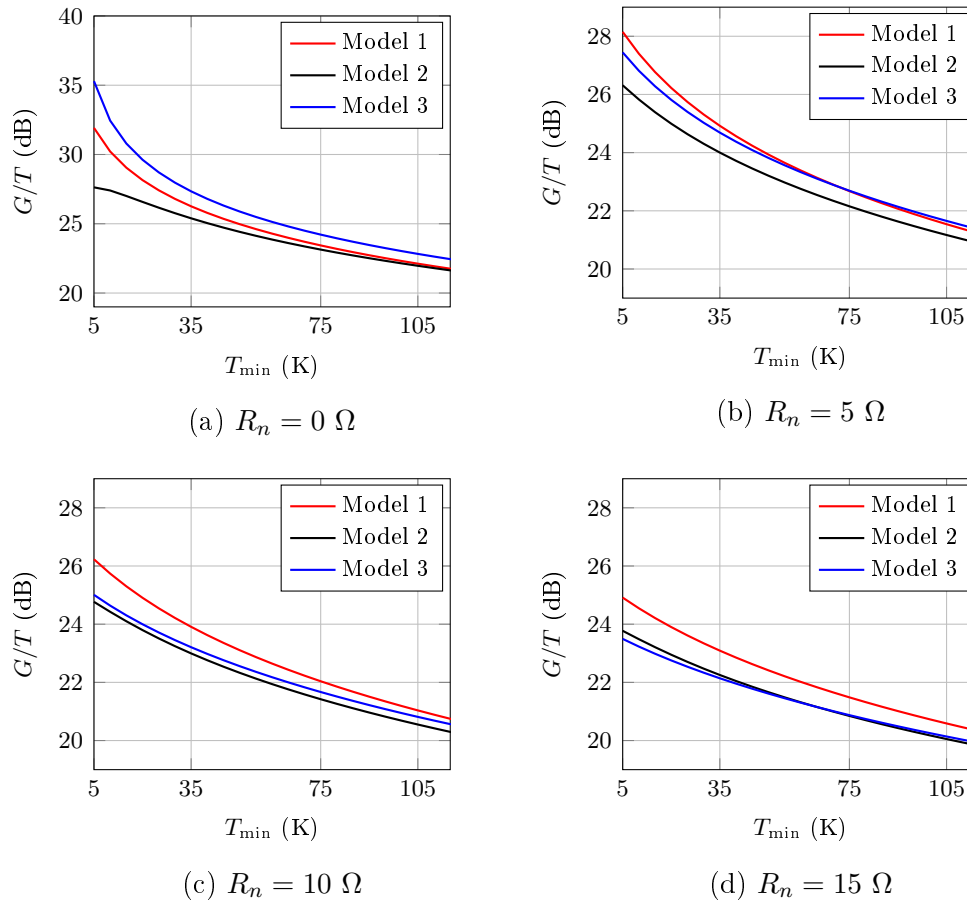 40
35
30
25
20
G/T (dB)
Model 1
Model 2
Model 3
5 35 75 105
T_min (K)
(a) R_n = 0 Ω
28
26
24
22
20
G/T (dB)
Model 1
Model 2
Model 3
5 35 75 105
T_min (K)
(b) R_n = 5 Ω
28
26
24
22
20
G/T (dB)
Model 1
Model 2
Model 3
5 35 75 105
T_min (K)
(c) R_n = 10 Ω
28
26
24
22
20
G/T (dB)
Model 1
Model 2
Model 3
5 35 75 105
T_min (K)
(d) R_n = 15 Ω